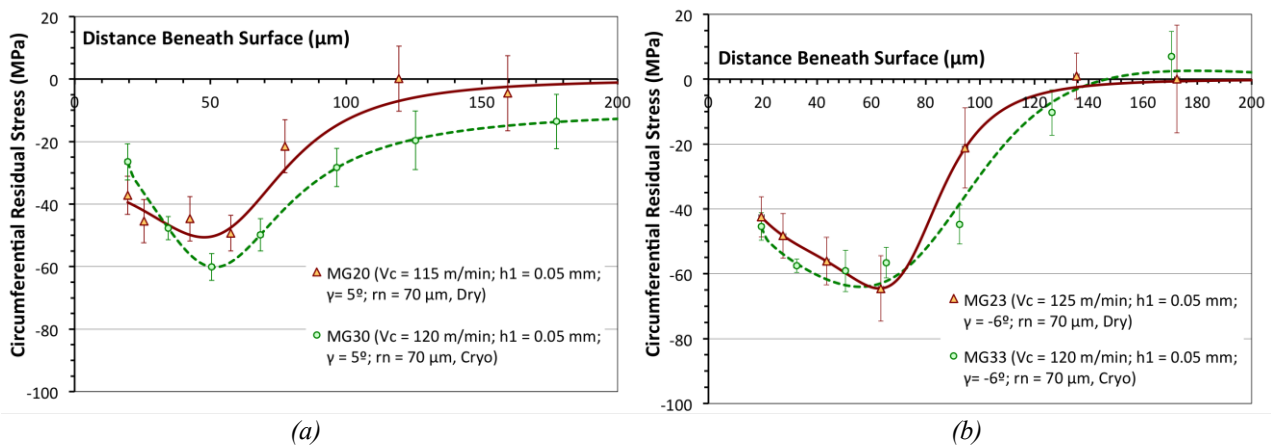 20
0
-20
-40
-60
-80
-100
Circumferential Residual Stress (MPa)
Distance Beneath Surface (μm)
0
50
100
150
200
MG20 (Vc = 115 m/min; h1 = 0.05 mm;
γ= 5º; rn = 70 μm, Dry)
MG30 (Vc = 120 m/min; h1 = 0.05 mm;
γ = 5º; rn = 70 μm, Cryo)
(a)
20
0
-20
-40
-60
-80
-100
Circumferential Residual Stress (MPa)
Distance Beneath Surface (μm)
0
20
40
60
80
100
120
140
160
180
200
MG23 (Vc = 125 m/min; h1 = 0.05 mm;
γ = -6º; rn = 70 μm, Dry)
MG33 (Vc = 120 m/min; h1 = 0.05 mm;
γ= -6º; rn = 70 μm, Cryo)
(b)